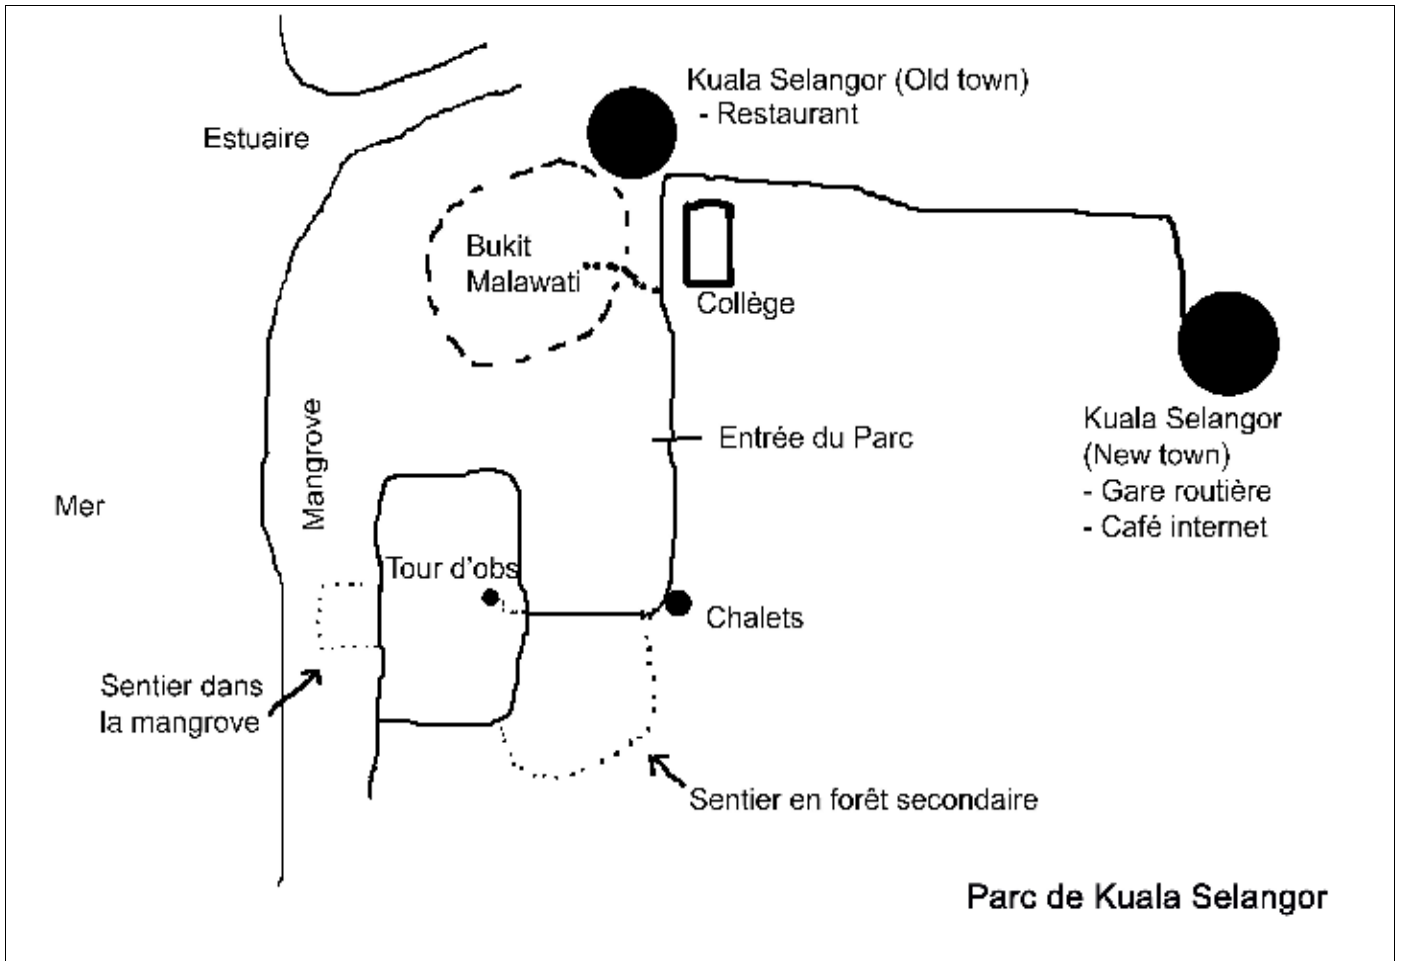 Kuala Selangor (Old town)
- Restaurant
Estuaire
Bukit
Malawati
Collège
Entrée du Parc
Kuala Selangor
(New town)
- Gare routière
- Café internet
Mangrove
Mer
Tour d'obs
Chalets
Sentier dans
la mangrove
Sentier en forêt secondaire
Parc de Kuala Selangor